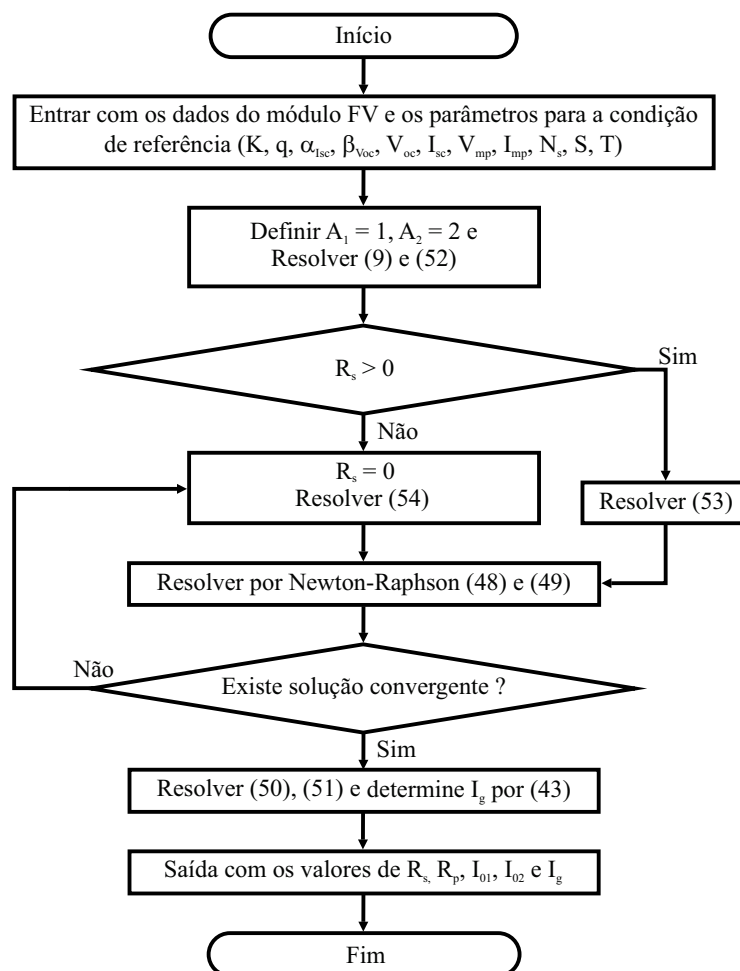 Início
Entrar com os dados do módulo FV e os parâmetros para a condição
de referência (K, q, α_Isc, β_Voc, V_oc, I_sc, V_mp, I_mp, N_s, S, T)
Definir A_1 = 1, A_2 = 2 e
Resolver (9) e (52)
R_s > 0
Sim
Não
R_s = 0
Resolver (54)
Resolver (53)
Resolver por Newton-Raphson (48) e (49)
Não
Existe solução convergente ?
Sim
Resolver (50), (51) e determine I_g por (43)
Saída com os valores de R_s, R_p, I_01, I_02 e I_g
Fim